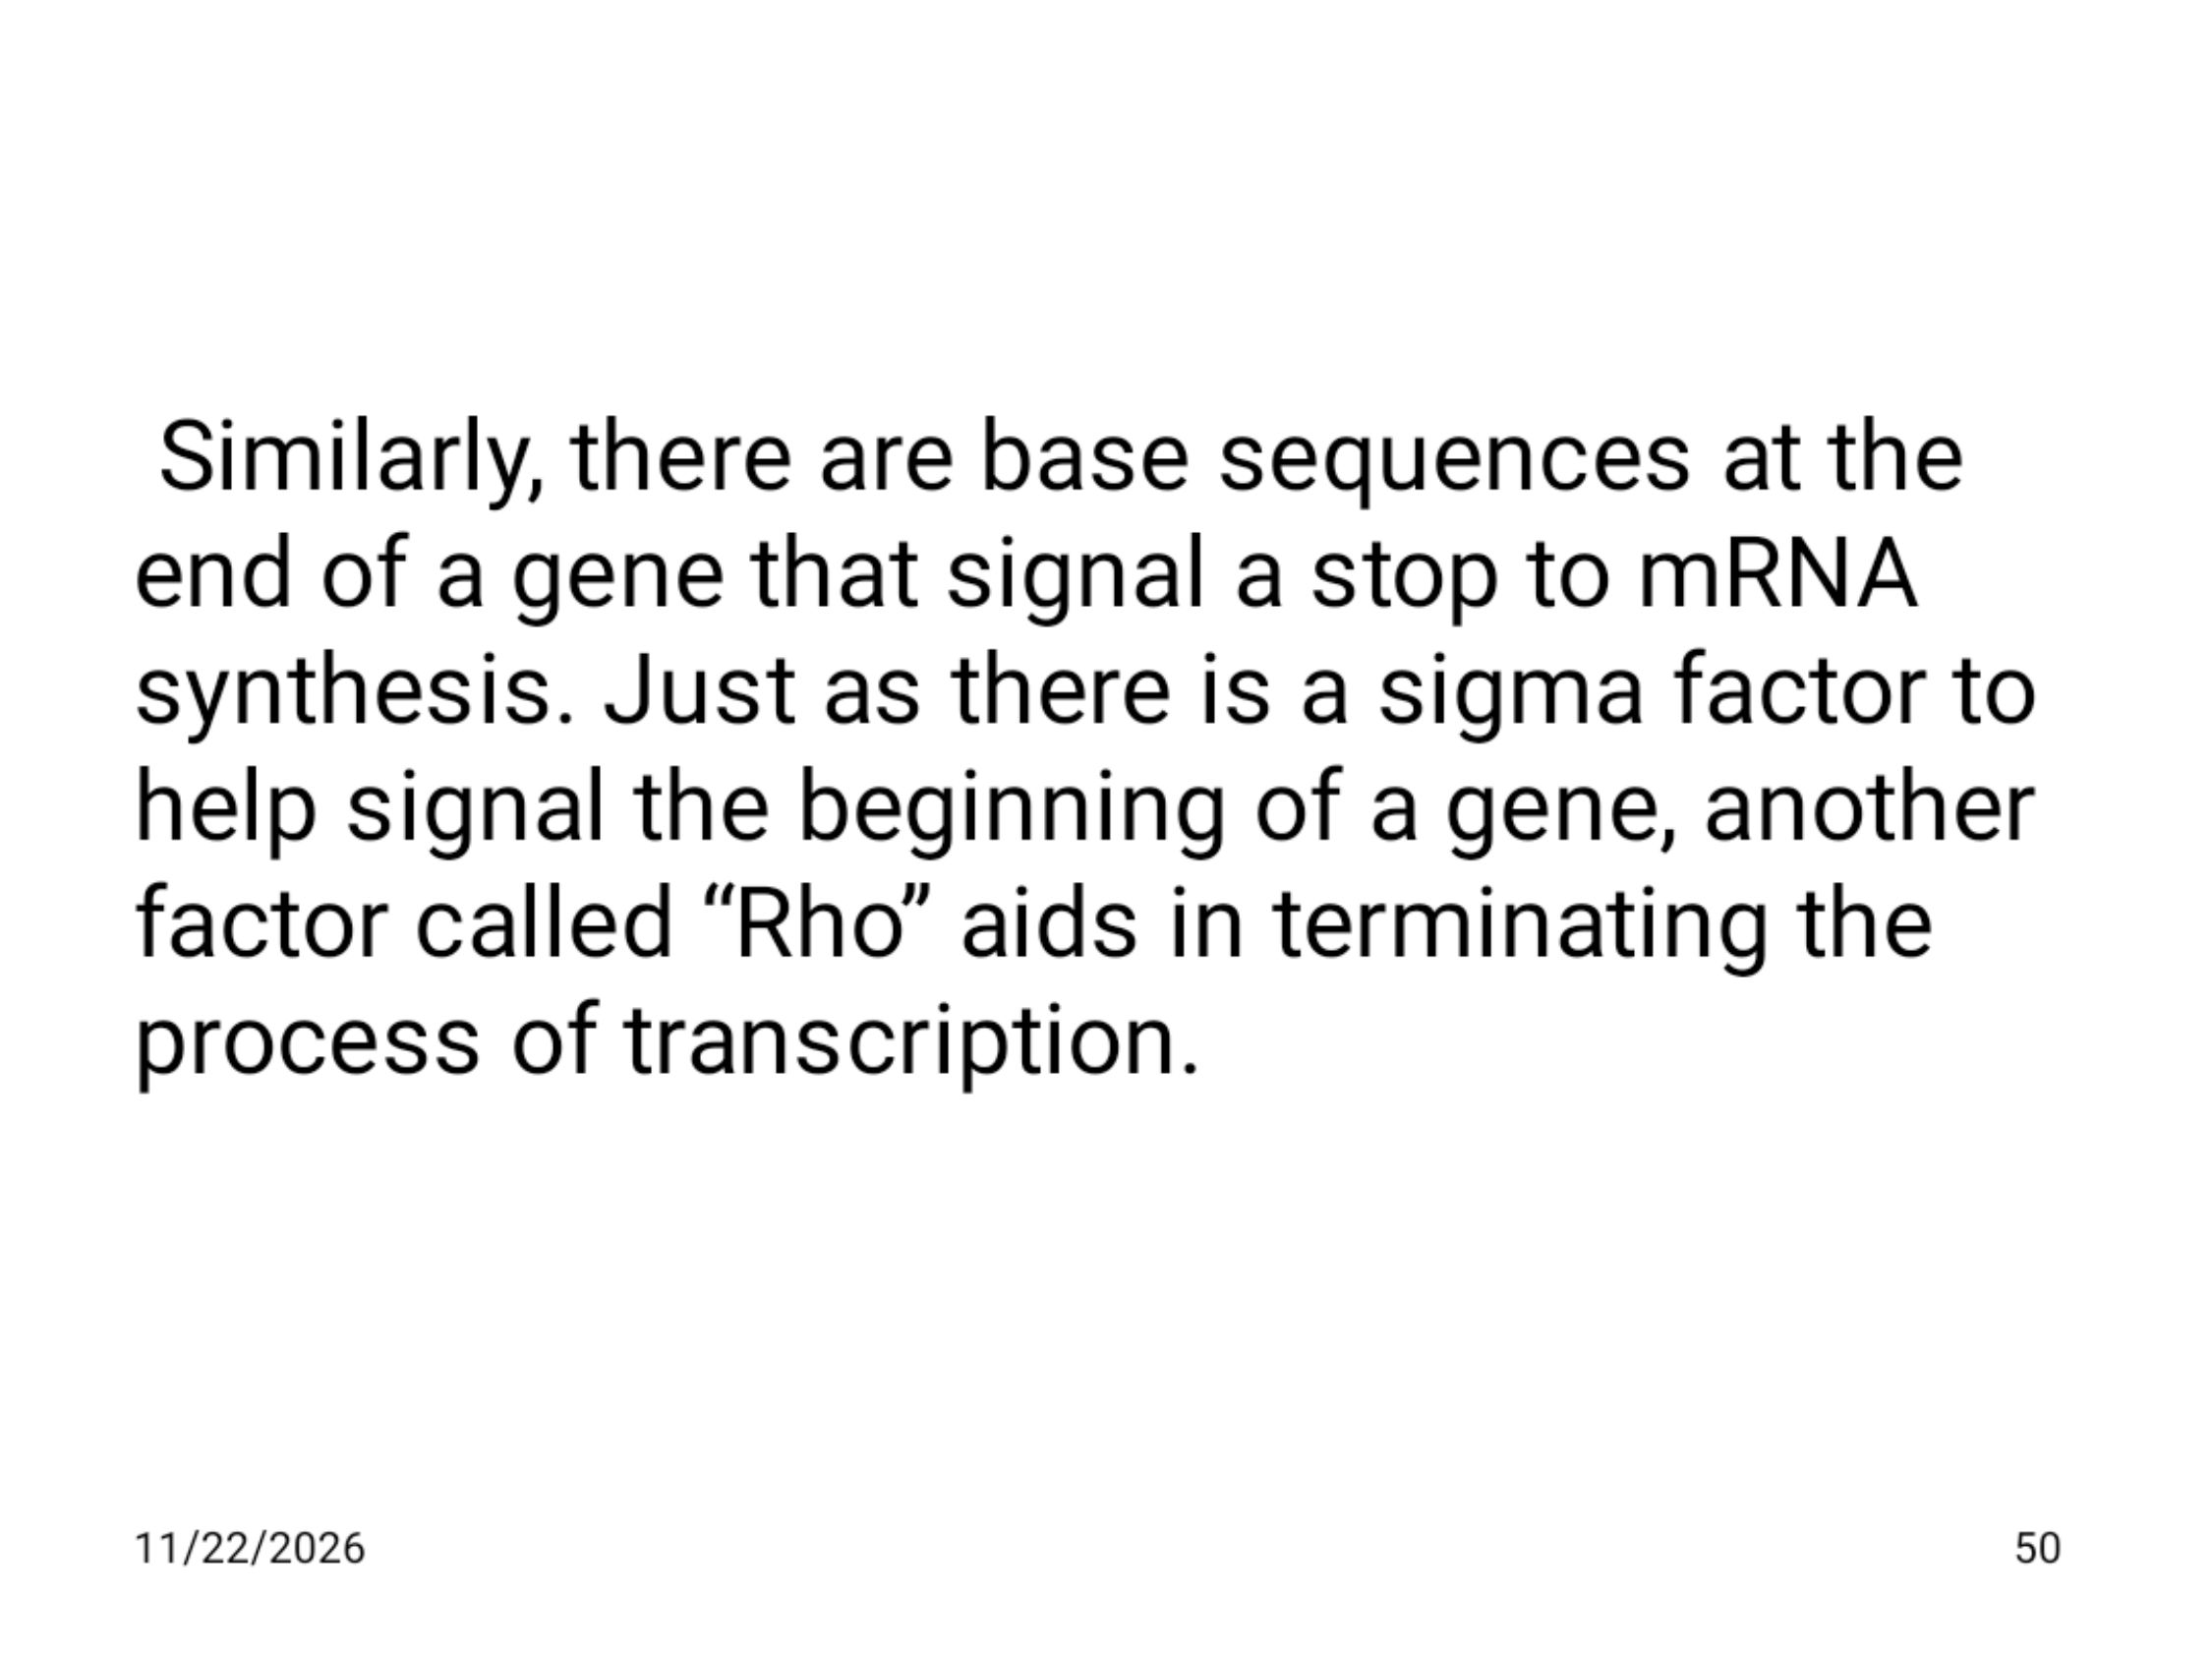 Similarly, there are base sequences at the
end of a gene that signal a stop to mRNA
synthesis. Just as there is a sigma factor to
help signal the beginning of a gene, another
factor called “Rho” aids in terminating the
process of transcription.
11/22/2026
50